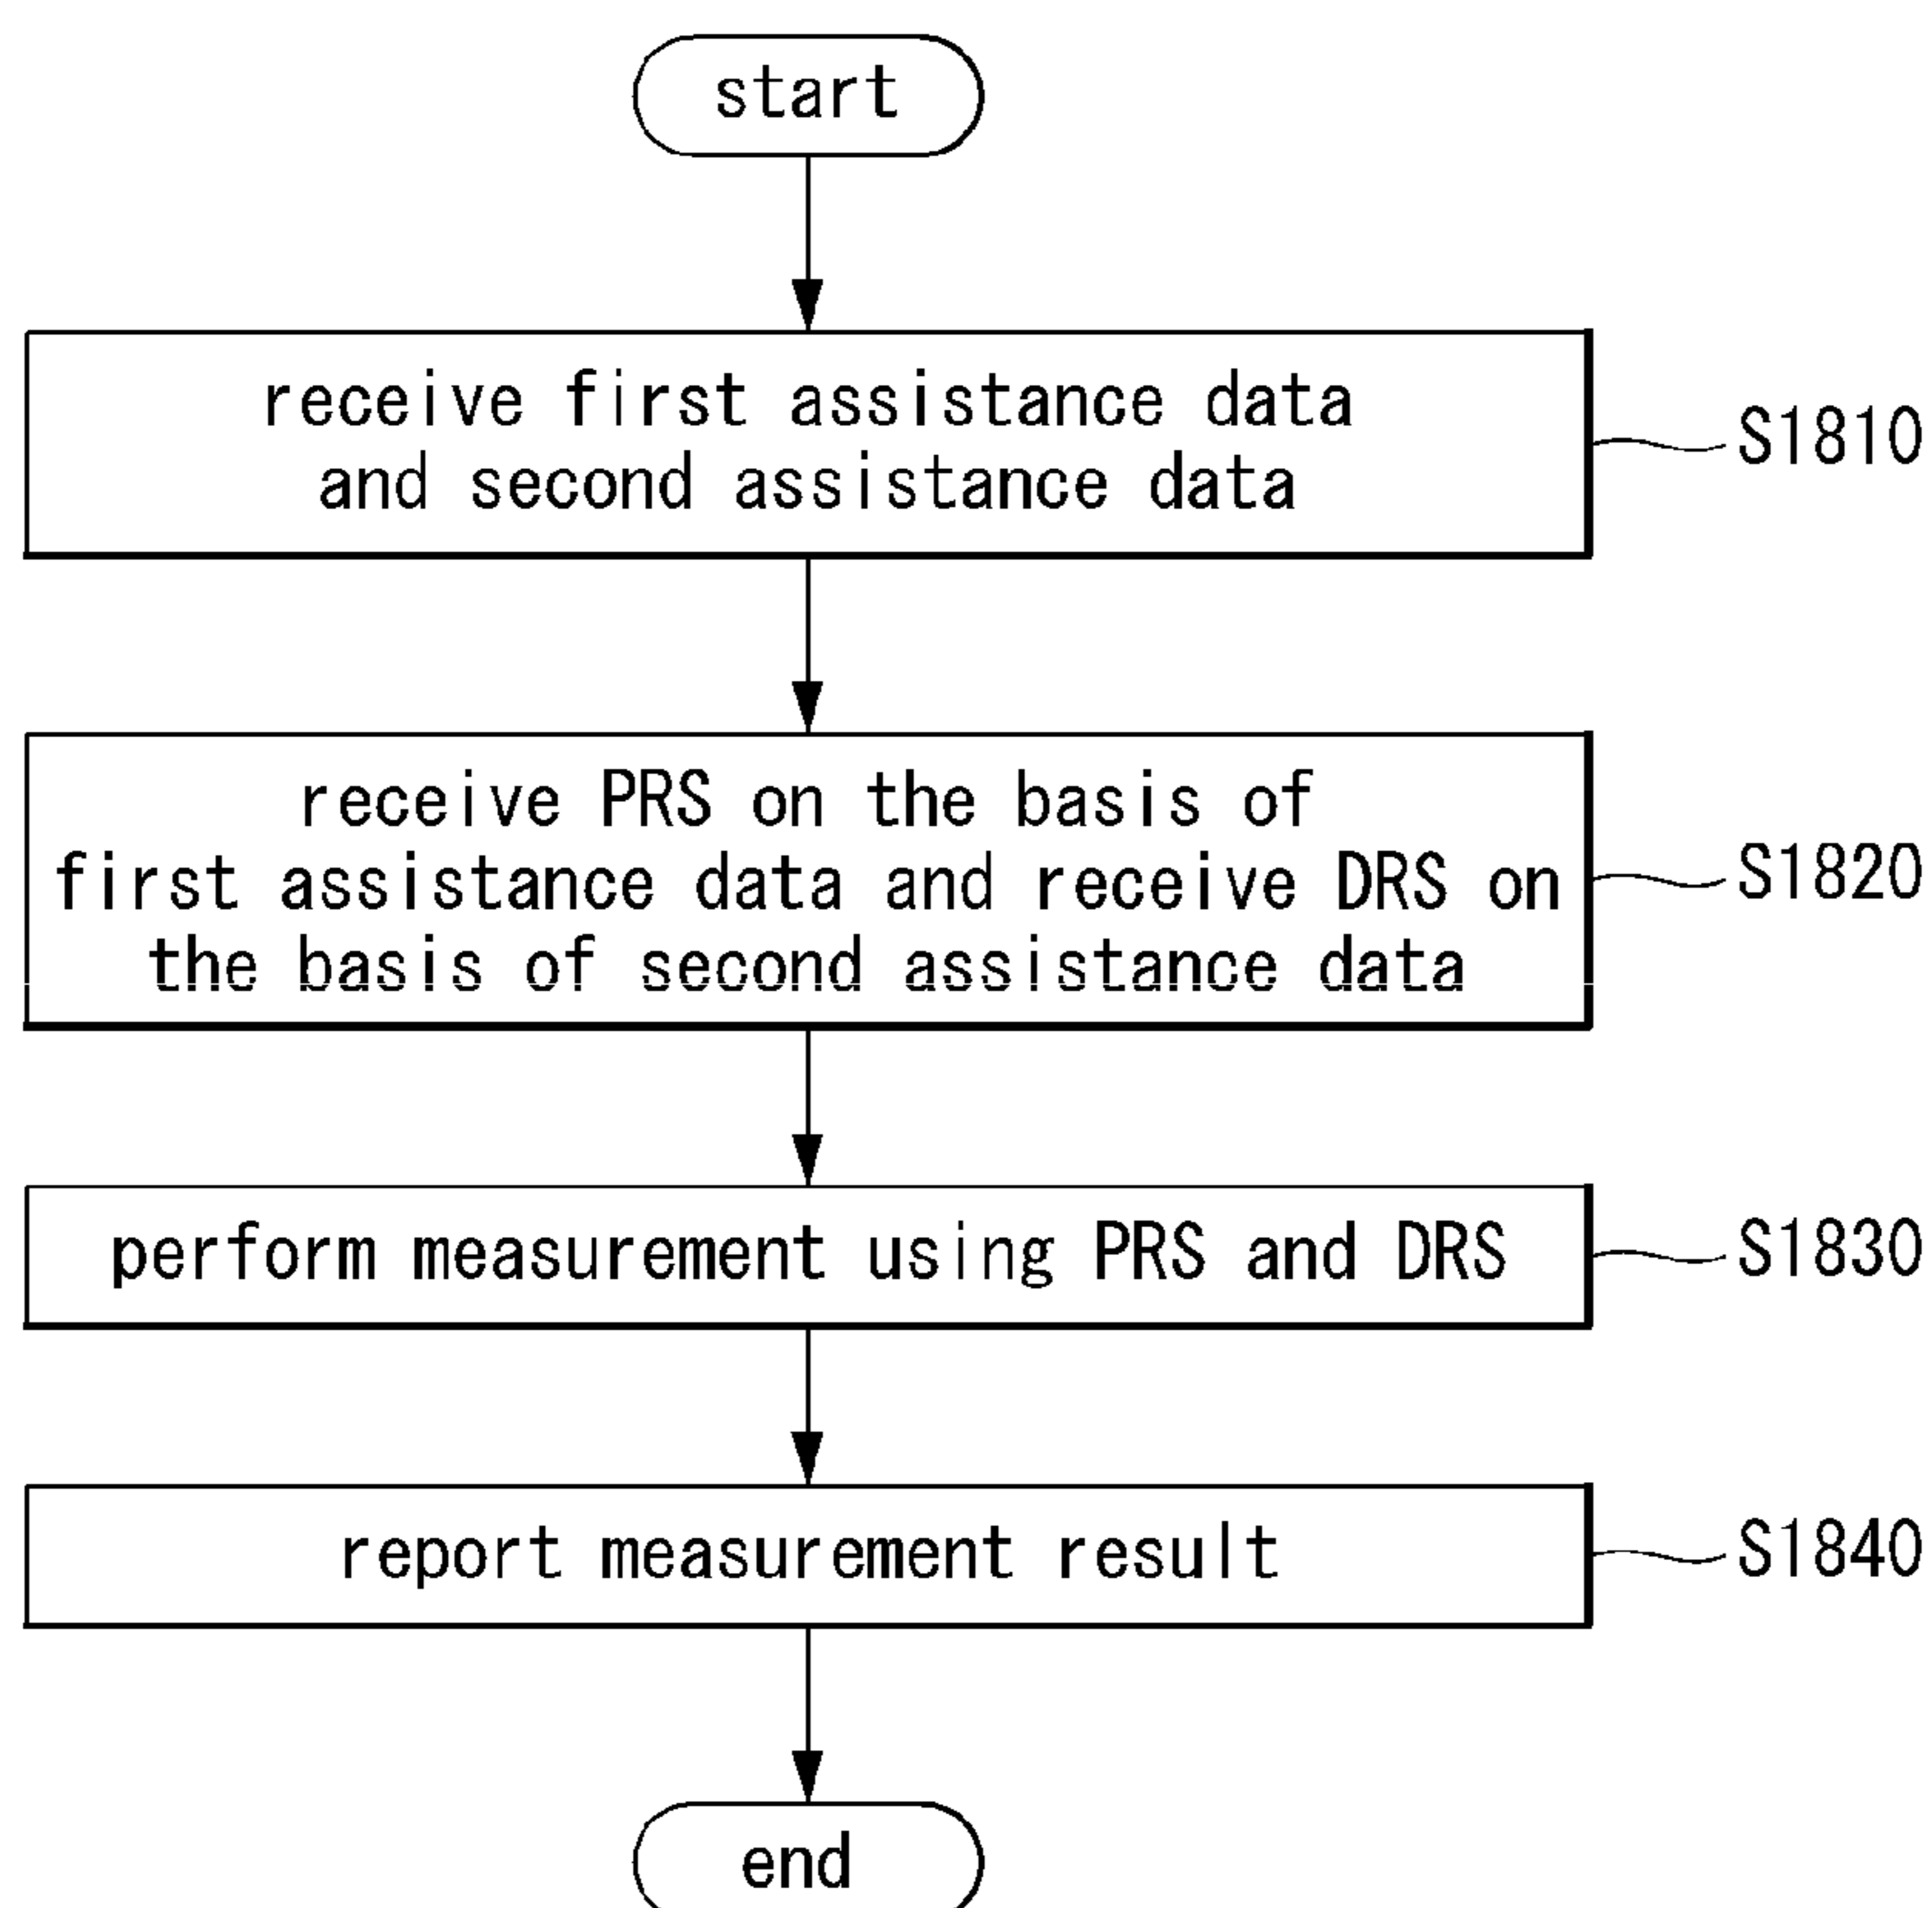 start
receive first assistance data
and second assistance data
S1810
receive PRS on the basis of
first assistance data and receive DRS on
the basis of second assistance data
S1820
perform measurement using PRS and DRS
S1830
report measurement result
S1840
end